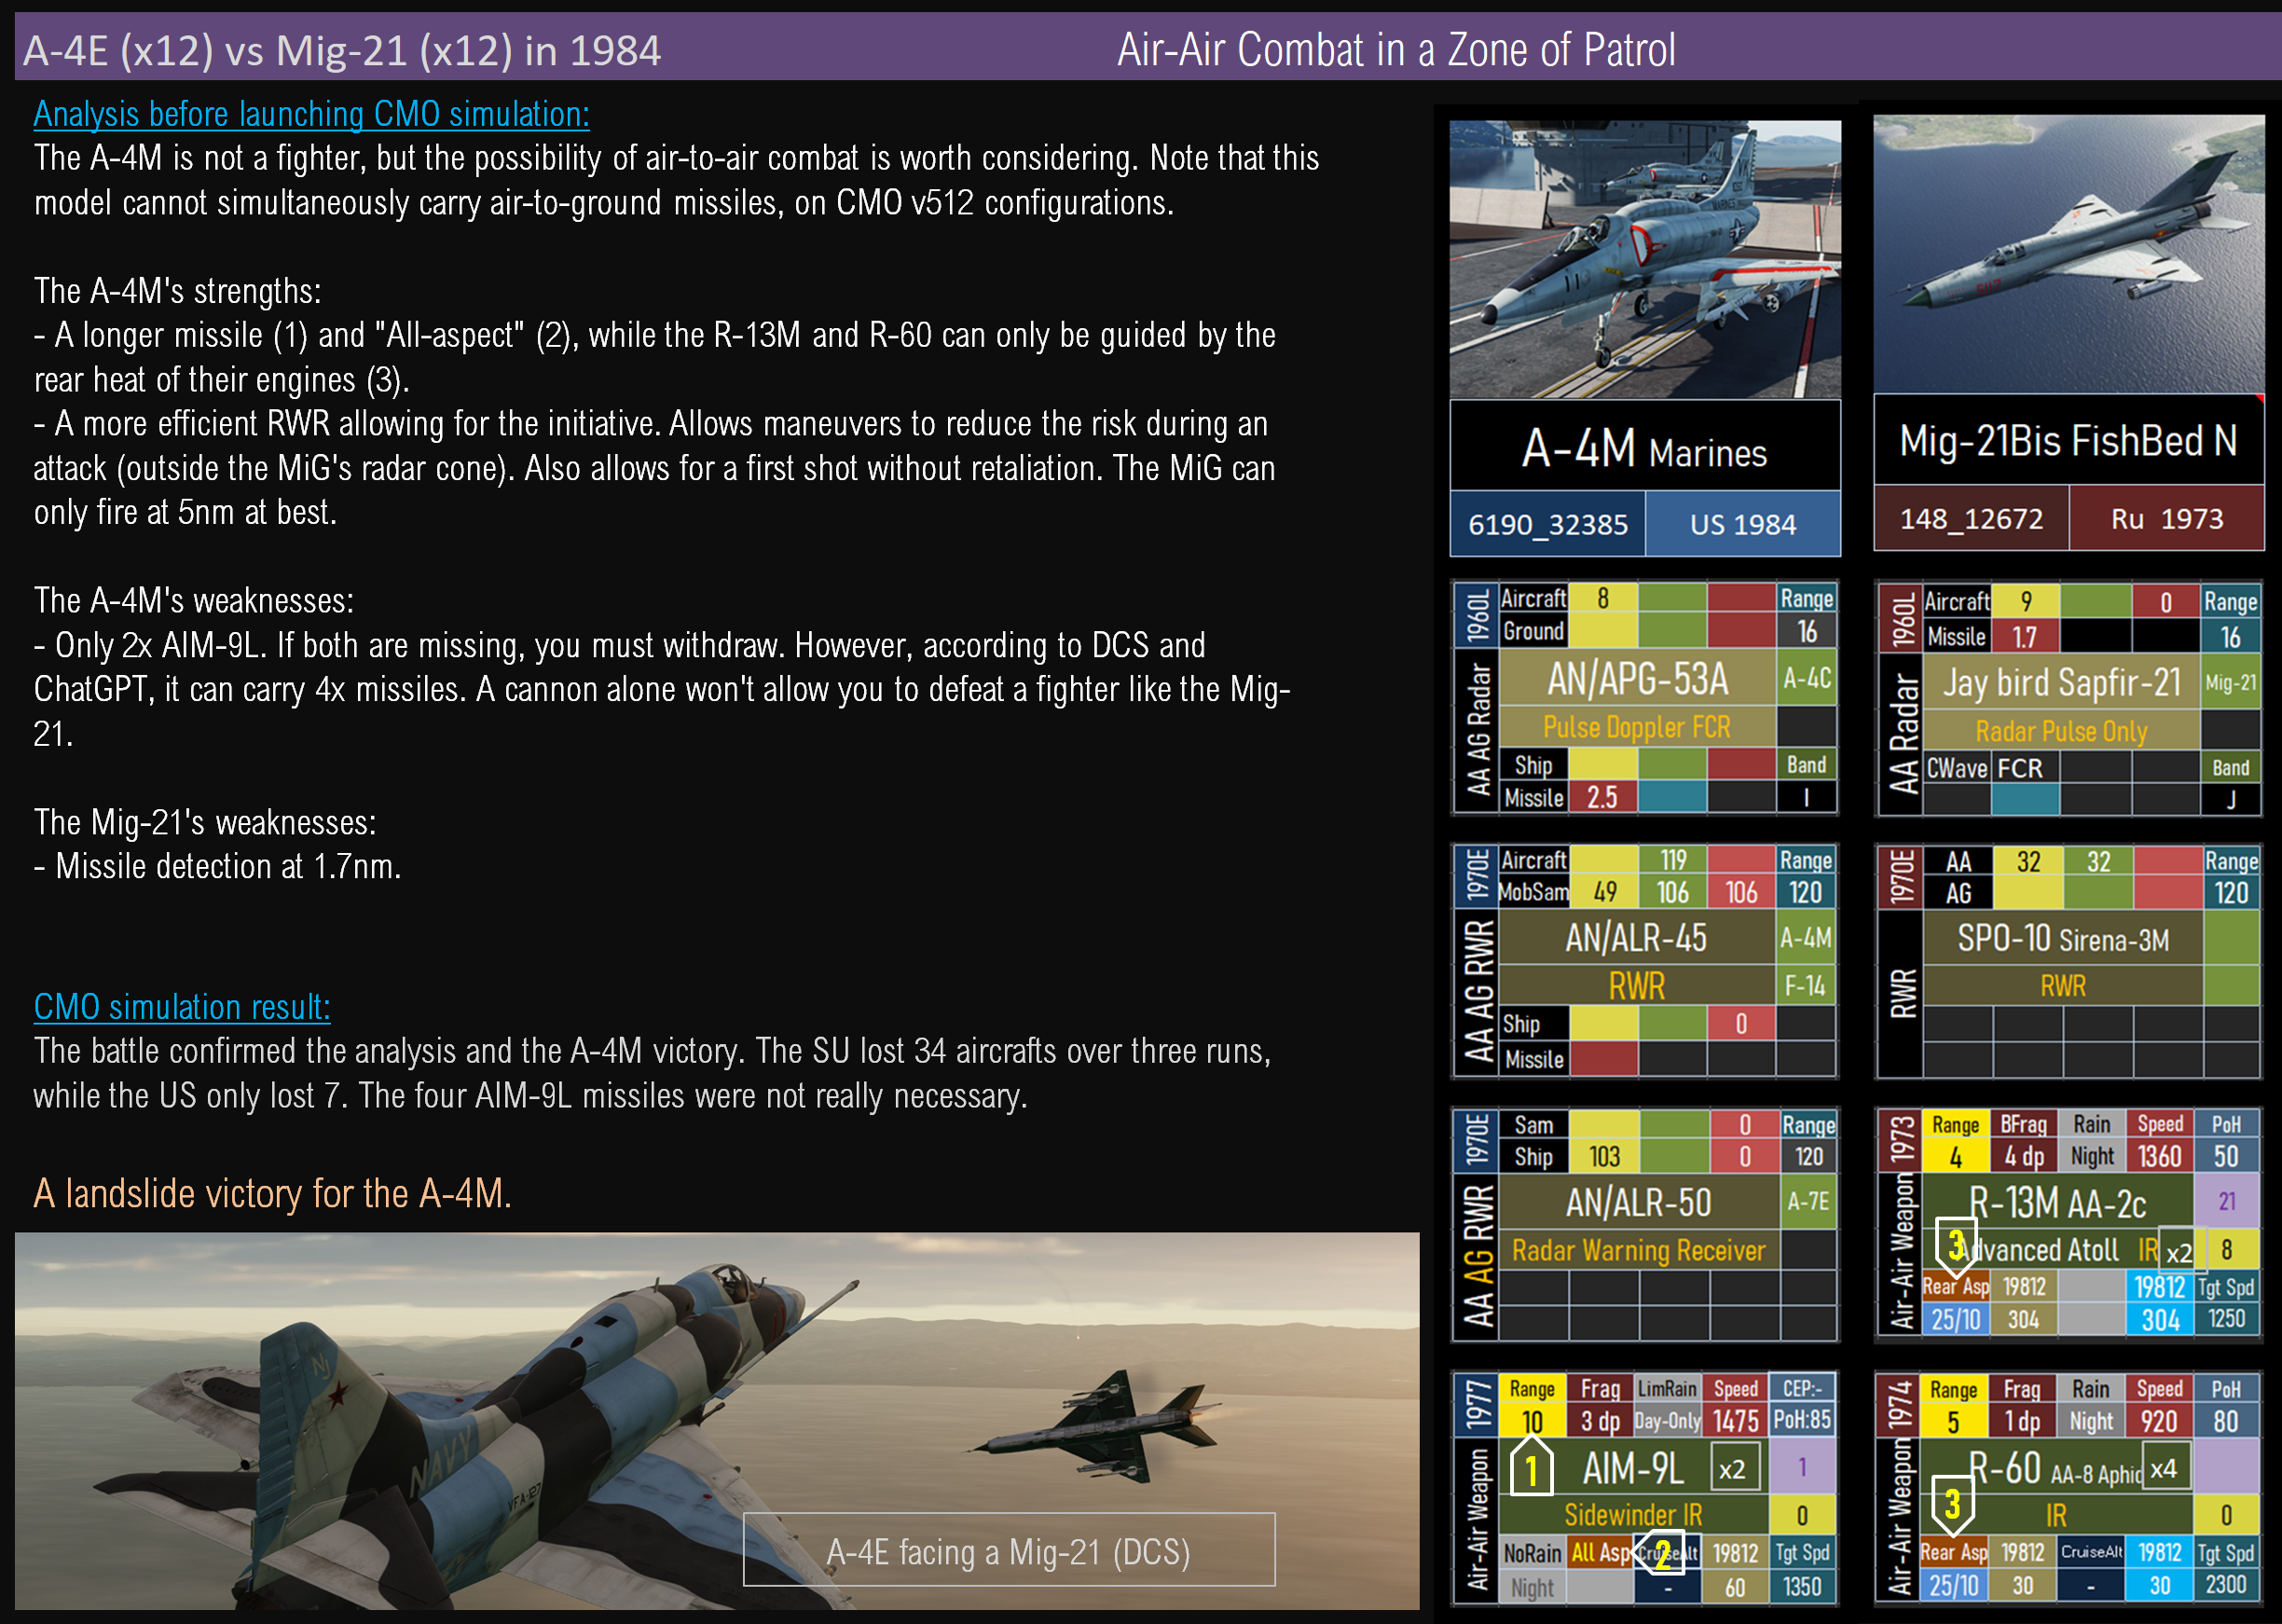 A-4E (x12) vs Mig-21 (x12) in 1984
Air-Air Combat in a Zone of Patrol
Analysis before launching CMO simulation:
The A-4M is not a fighter, but the possibility of air-to-air combat is worth considering. Note that this
model cannot simultaneously carry air-to-ground missiles, on CMO v512 configurations.
The A-4M's strengths:
- A longer missile (1) and "All-aspect" (2), while the R-13M and R-60 can only be guided by the
rear heat of their engines (3).
- A more efficient RWR allowing for the initiative. Allows maneuvers to reduce the risk during an
attack (outside the MiG's radar cone). Also allows for a first shot without retaliation. The MiG can
only fire at 5nm at best.
The A-4M's weaknesses:
- Only 2x AIM-9L. If both are missing, you must withdraw. However, according to DCS and
ChatGPT, it can carry 4x missiles. A cannon alone won't allow you to defeat a fighter like the Mig-
21.
The Mig-21's weaknesses:
- Missile detection at 1.7nm.
CMO simulation result:
The battle confirmed the analysis and the A-4M victory. The SU lost 34 aircrafts over three runs,
while the US only lost 7. The four AIM-9L missiles were not really necessary.
A landslide victory for the A-4M.
NJ
NAVY
VFA-127
A-4E facing a Mig-21 (DCS)
A-4M Marines
6190_32385 US 1984
1960L
Aircraft 8 Range
Ground 16
AA AG Radar
AN/APG-53A A-4C
Pulse Doppler FCR
Ship Band
Missile 2.5 I
1970E
Aircraft 119 Range
MobSam 49 106 106 120
AA AG RWR
AN/ALR-45 A-4M
RWR F-14
Ship 0
Missile
1970E
Sam 0 Range
Ship 103 0 120
AA AG RWR
AN/ALR-50 A-7E
Radar Warning Receiver
1977
Range Frag LimRain Speed CEP:-
10 3 dp Day-Only 1475 PoH:85
Air-Air Weapon
1 AIM-9L x2 1
Sidewinder IR 0
NoRain All Asp 2 CruiseAlt 19812 Tgt Spd
Night - 60 1350
Mig-21Bis FishBed N
148_12672 Ru 1973
1960L
Aircraft 9 0 Range
Missile 1.7 16
AA Radar
Jay bird Sapfir-21 Mig-21
Radar Pulse Only
CWave FCR Band
J
1970E
AA 32 32 Range
AG 120
RWR
SPO-10 Sirena-3M
RWR
1973
Range BFrag Rain Speed PoH
4 4 dp Night 1360 50
Air-Air Weapon
R-13M AA-2c 21
3 Advanced Atoll IR x2 8
Rear Asp 19812 19812 Tgt Spd
25/10 304 304 1250
1974
Range Frag Rain Speed PoH
5 1 dp Night 920 80
Air-Air Weapon
R-60 AA-8 Aphid x4
3 IR 0
Rear Asp 19812 CruiseAlt 19812 Tgt Spd
25/10 30 - 30 2300